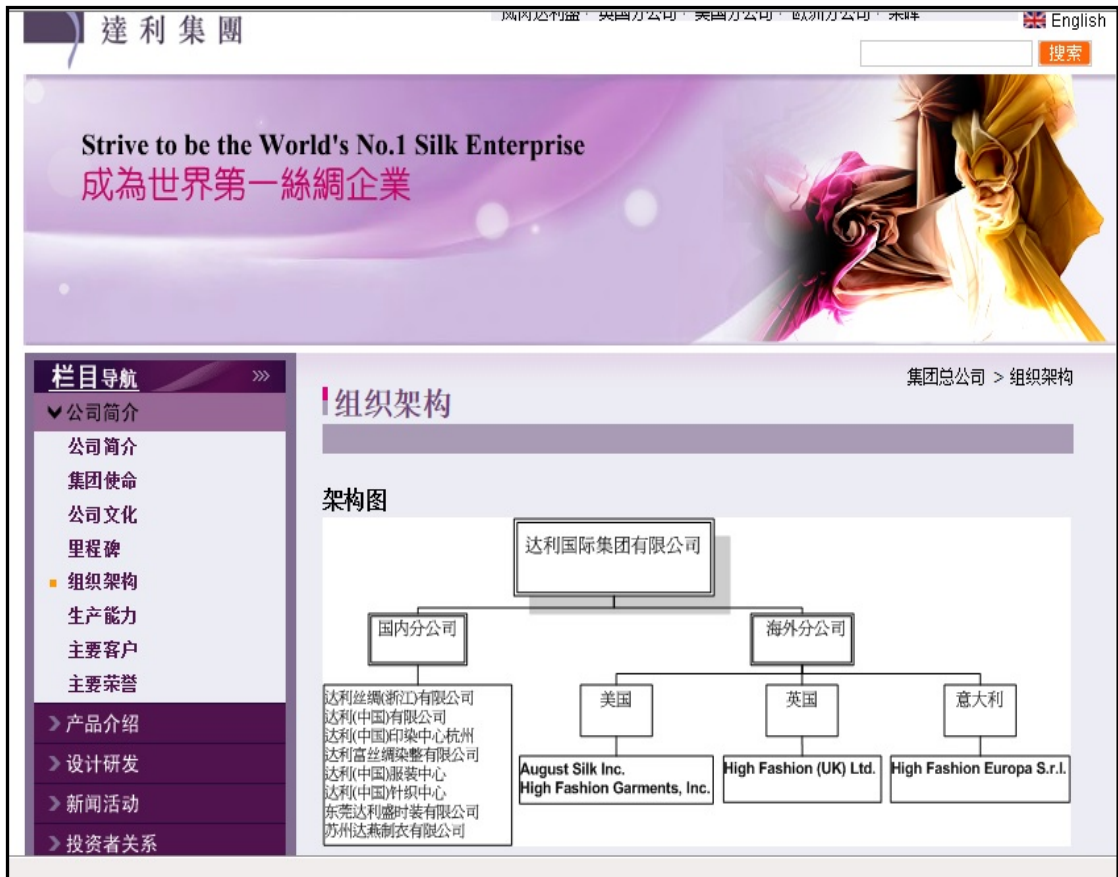 達利集團
English
搜索
Strive to be the World's No.1 Silk Enterprise
成為世界第一絲綢企業
栏目导航
公司简介
公司简介
集团使命
公司文化
里程碑
组织架构
生产能力
主要客户
主要荣誉
产品介绍
设计研发
新闻活动
投资者关系
集团总公司 > 组织架构
组织架构
架构图
达利国际集团有限公司
国内分公司
海外分公司
达利丝绸(浙江)有限公司
达利(中国)有限公司
达利(中国)印染中心杭州
达利富丝绸染整有限公司
达利(中国)服装中心
达利(中国)针织中心
东莞达利盛时装有限公司
苏州达燕制衣有限公司
美国
August Silk Inc.
High Fashion Garments, Inc.
英国
High Fashion (UK) Ltd.
意大利
High Fashion Europa S.r.l.